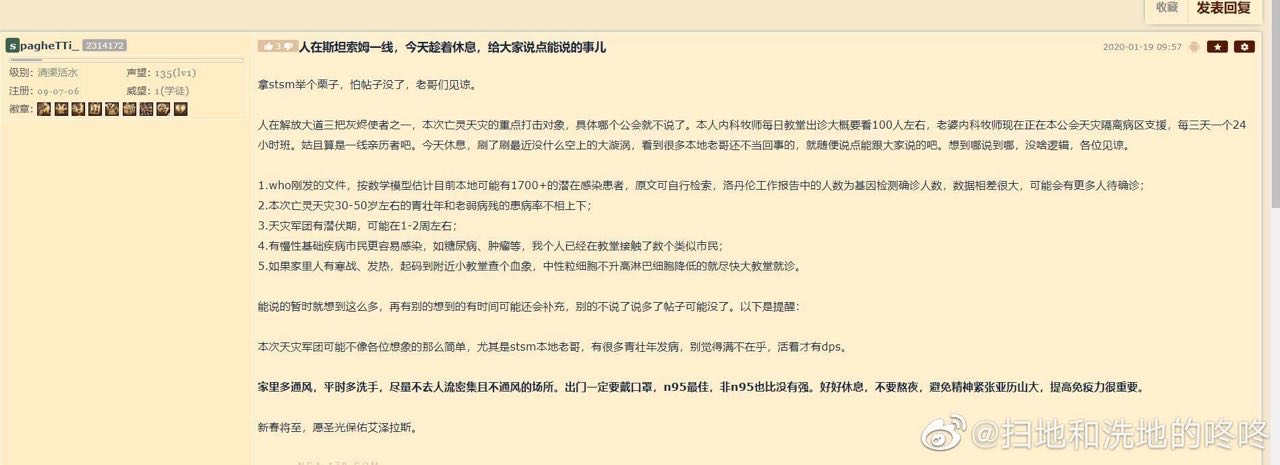 收藏 发表回复
spagheTTi_ 2314172
级别: 清渠活水 声望: 135(lv1)
注册: 09-07-06 威望: 1(学徒)
徽章:
3 人在斯坦索姆一线，今天趁着休息，给大家说点能说的事儿 2020-01-19 09:57
拿stsm举个栗子，怕帖子没了，老哥们见谅。
人在解放大道三把灰烬使者之一，本次亡灵天灾的重点打击对象，具体哪个公会就不说了。本人内科牧师每日教堂出诊大概要看100人左右，老婆内科牧师现在正在本公会天灾隔离病区支援，每三天一个24
小时班。姑且算是一线亲历者吧。今天休息，刷了刷最近没什么空上的大漩涡，看到很多本地老哥还不当回事的，就随便说点能跟大家说的吧。想到哪说到哪，没啥逻辑，各位见谅。
1.who刚发的文件，按数学模型估计目前本地可能有1700+的潜在感染患者，原文可自行检索，洛丹伦工作报告中的人数为基因检测确诊人数，数据相差很大，可能会有更多人待确诊；
2.本次亡灵天灾30-50岁左右的青壮年和老弱病残的患病率不相上下；
3.天灾军团有潜伏期，可能在1-2周左右；
4.有慢性基础疾病市民更容易感染，如糖尿病、肿瘤等，我个人已经在教堂接触了数个类似市民；
5.如果家里人有寒战、发热，起码到附近小教堂查个血象，中性粒细胞不升高淋巴细胞降低的就尽快大教堂就诊。
能说的暂时就想到这么多，再有别的想到的有时间可能还会补充，别的不说了说多了帖子可能没了。以下是提醒：
本次天灾军团可能不像各位想象的那么简单，尤其是stsm本地老哥，有很多青壮年发病，别觉得满不在乎，活着才有dps。
家里多通风，平时多洗手，尽量不去人流密集且不通风的场所。出门一定要戴口罩，n95最佳，非n95也比没有强。好好休息，不要熬夜，避免精神紧张亚历山大，提高免疫力很重要。
新春将至，愿圣光保佑艾泽拉斯。
@扫地和洗地的咚咚